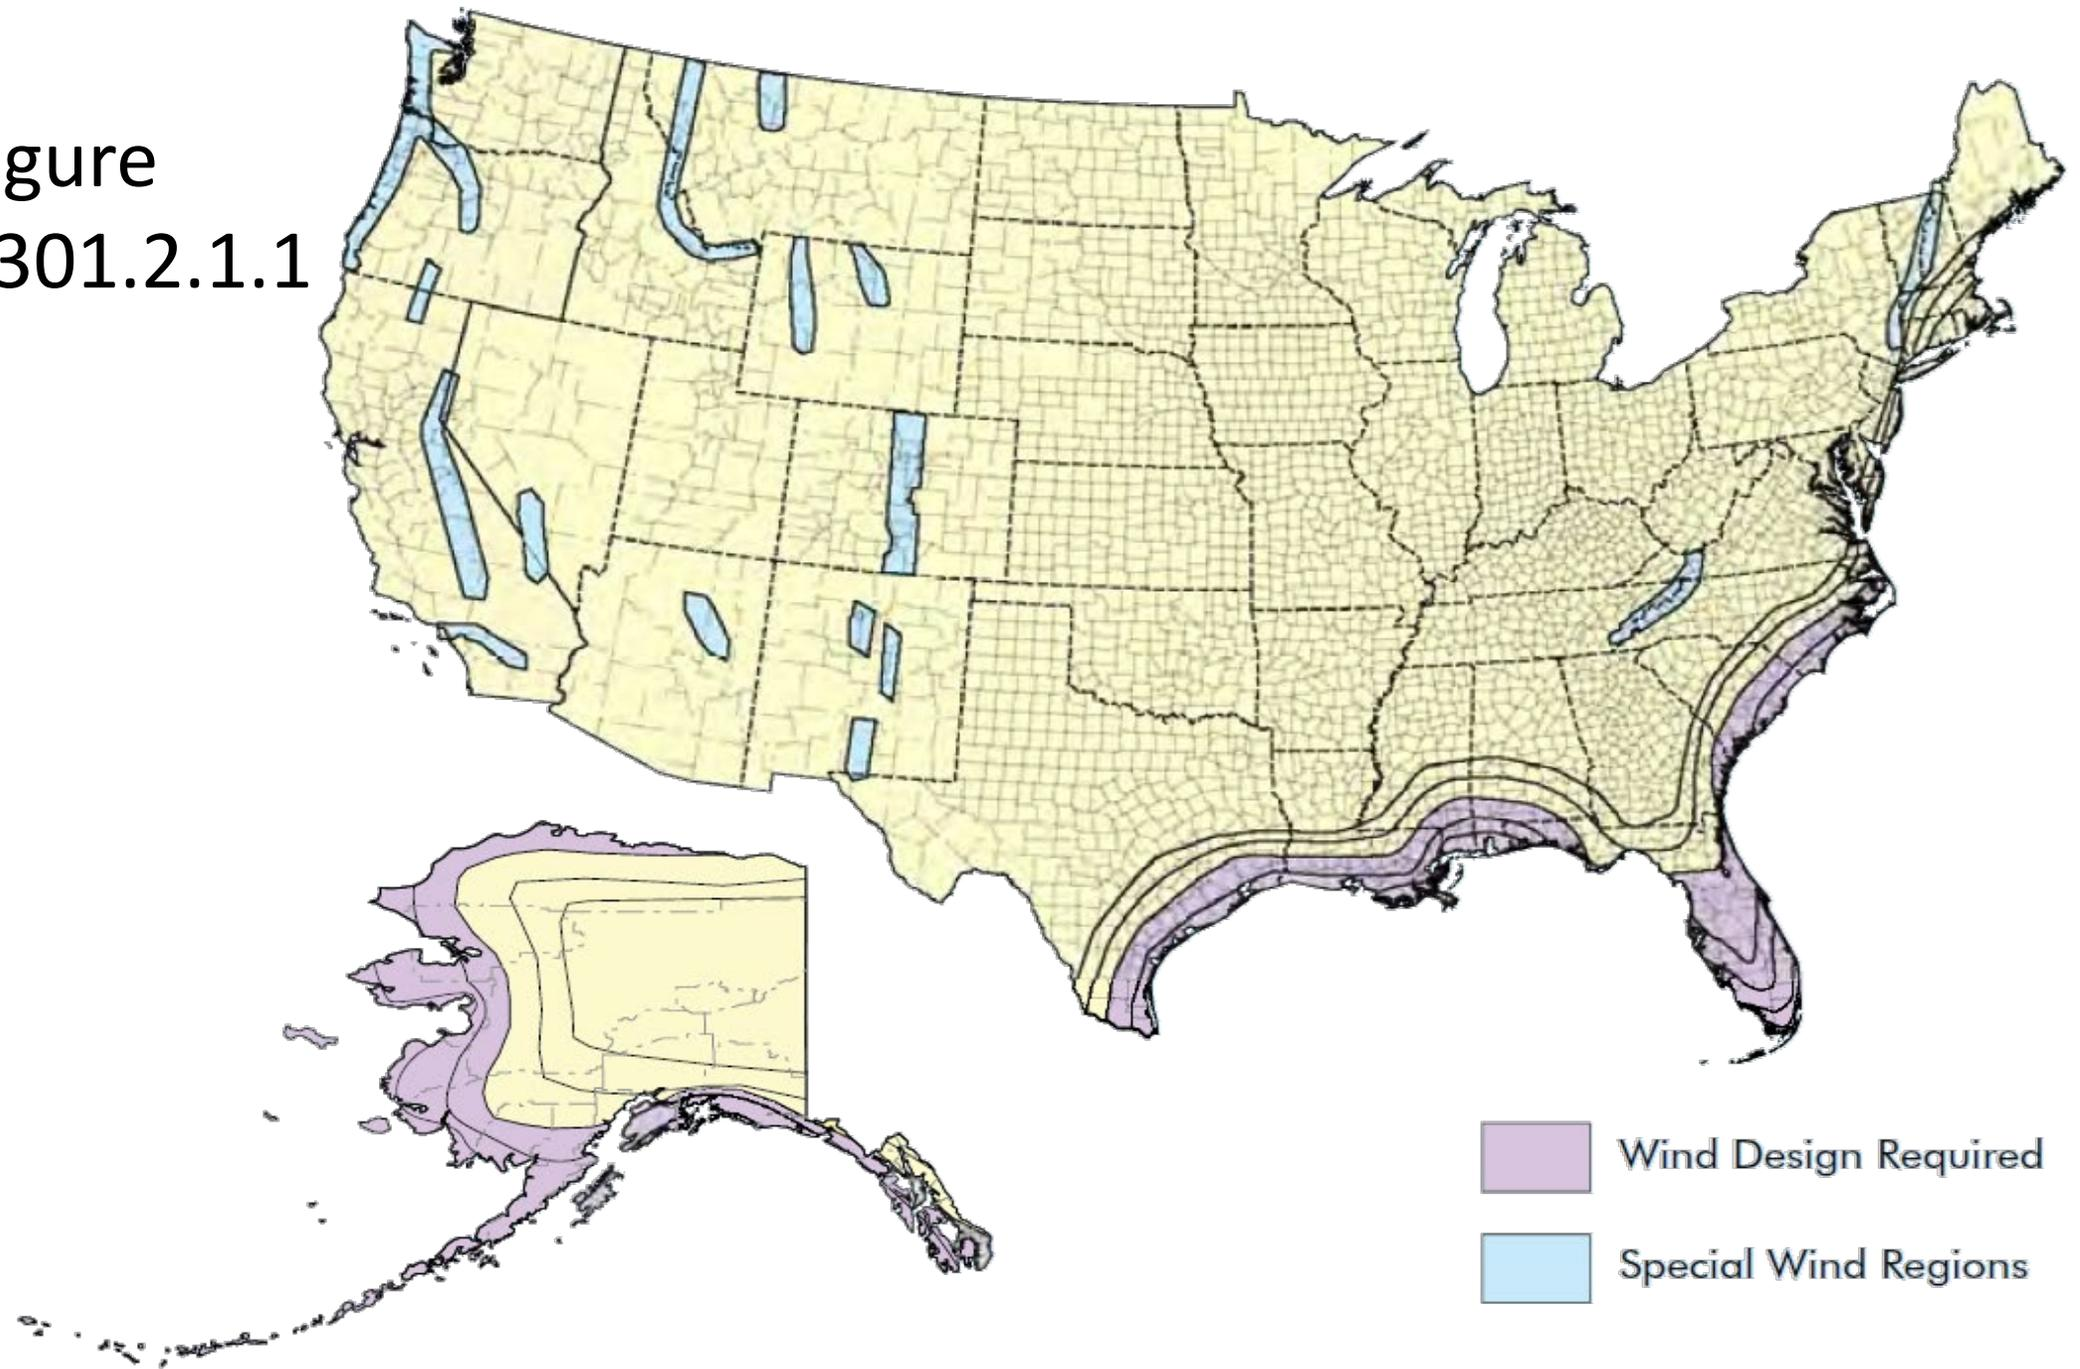 gure
301.2.1.1
Wind Design Required
Special Wind Regions